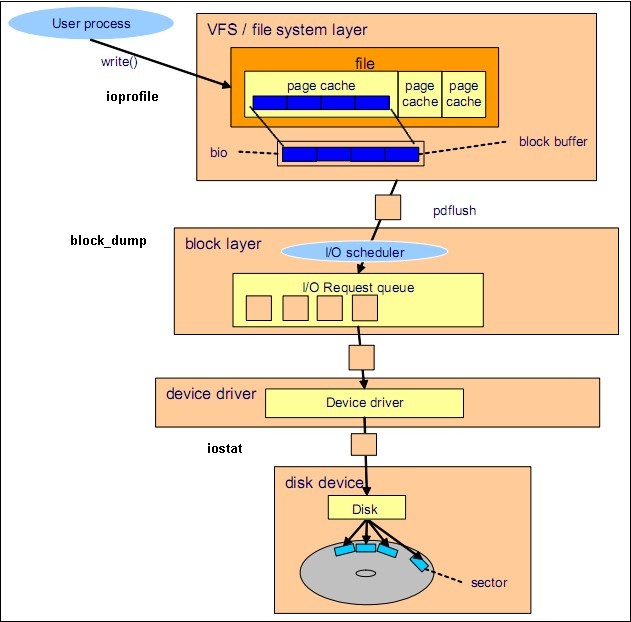 User process
VFS / file system layer
write()
file
page cache
page
cache
page
cache
ioprofile
bio
block buffer
pdflush
block_dump
block layer
I/O scheduler
I/O Request queue
device driver
Device driver
iostat
disk device
Disk
sector